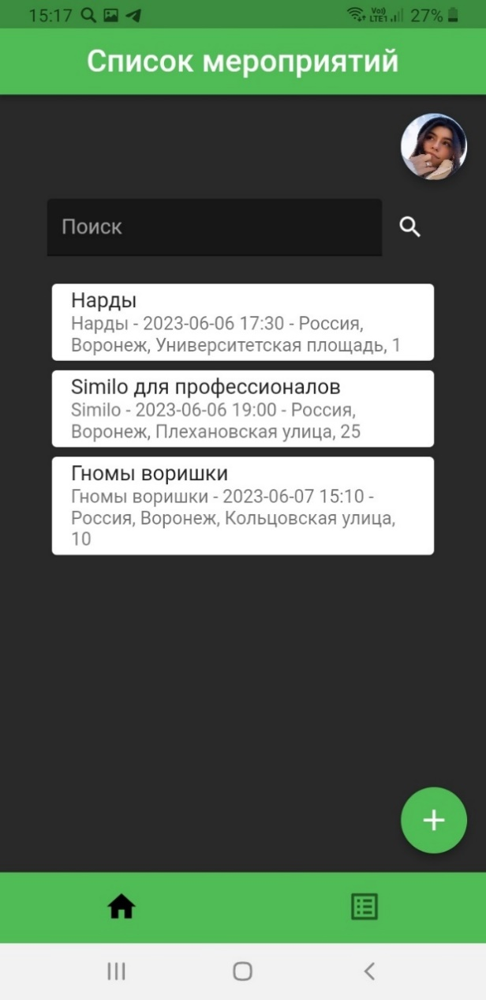 15:17 Vo) LTE1 27%
Список мероприятий
Поиск
Нарды
Нарды - 2023-06-06 17:30 - Россия,
Воронеж, Университетская площадь, 1
Similo для профессионалов
Similo - 2023-06-06 19:00 - Россия,
Воронеж, Плехановская улица, 25
Гномы воришки
Гномы воришки - 2023-06-07 15:10 -
Россия, Воронеж, Кольцовская улица,
10